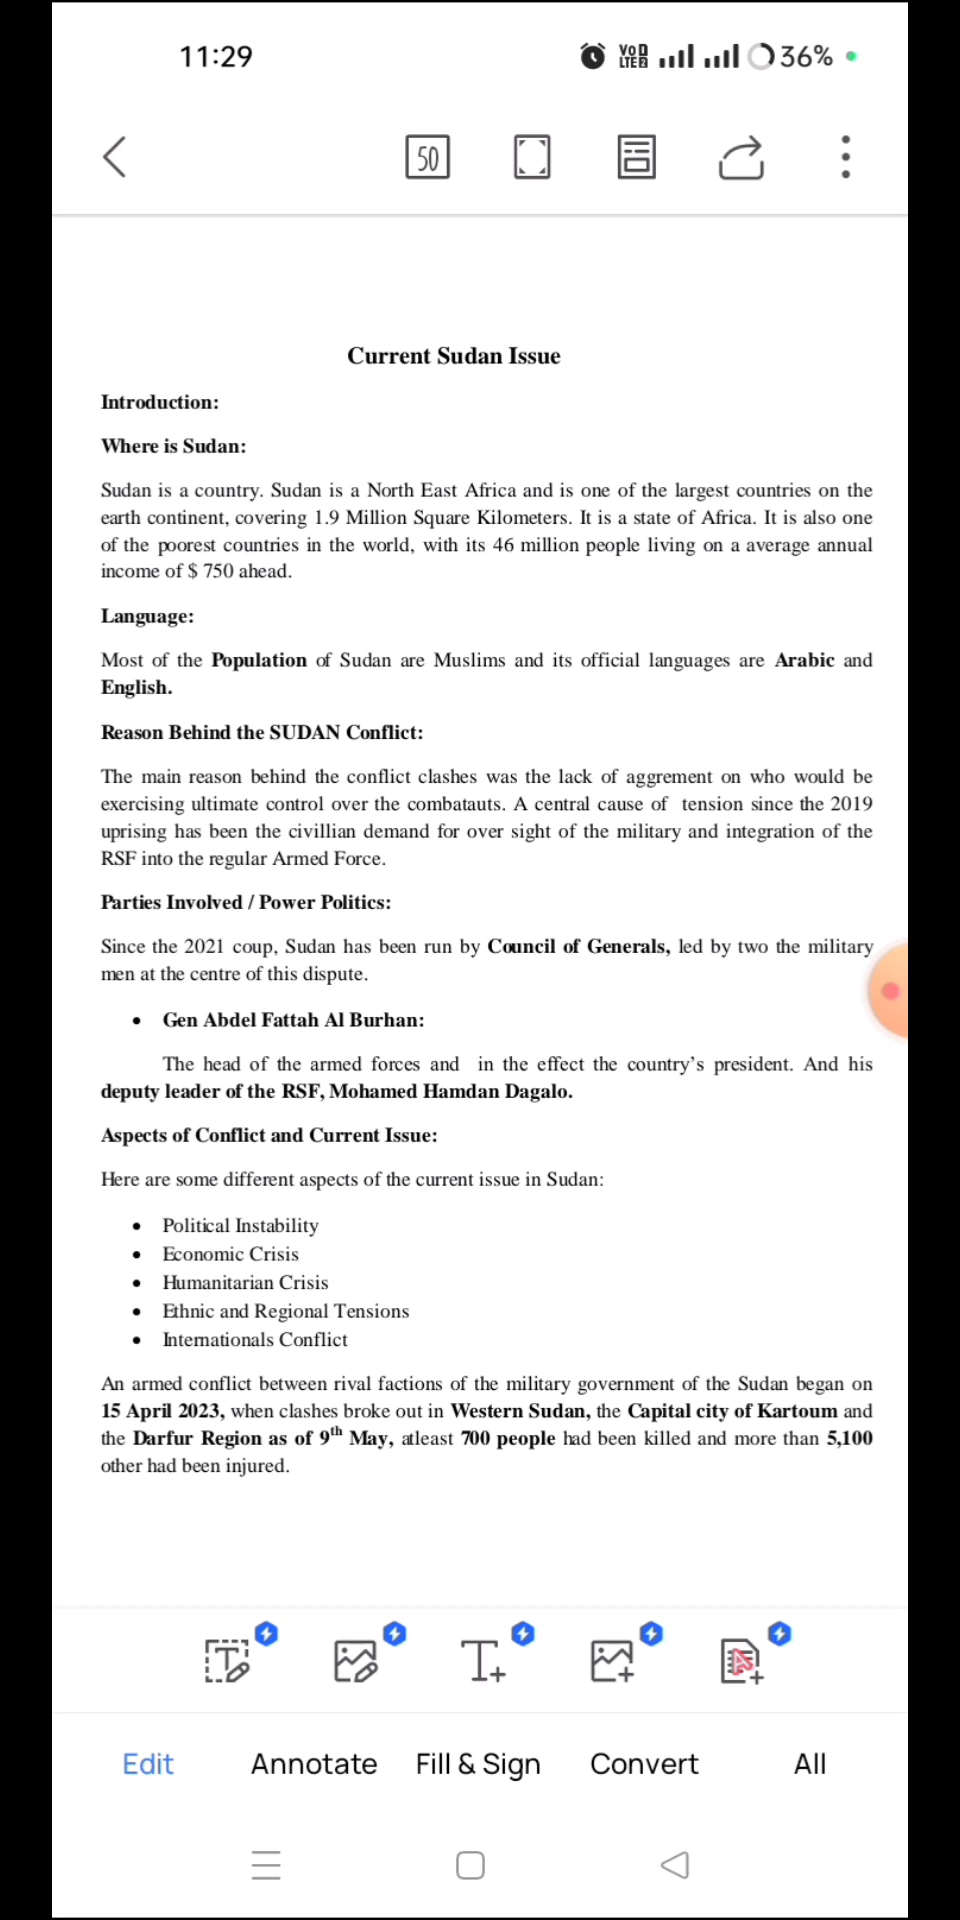 11:29
VoD LTE2 36%
50
Current Sudan Issue
Introduction:
Where is Sudan:
Sudan is a country. Sudan is a North East Africa and is one of the largest countries on the
earth continent, covering 1.9 Million Square Kilometers. It is a state of Africa. It is also one
of the poorest countries in the world, with its 46 million people living on a average annual
income of $ 750 ahead.
Language:
Most of the Population of Sudan are Muslims and its official languages are Arabic and
English.
Reason Behind the SUDAN Conflict:
The main reason behind the conflict clashes was the lack of aggrement on who would be
exercising ultimate control over the combatauts. A central cause of tension since the 2019
uprising has been the civillian demand for over sight of the military and integration of the
RSF into the regular Armed Force.
Parties Involved / Power Politics:
Since the 2021 coup, Sudan has been run by Council of Generals, led by two the military
men at the centre of this dispute.
• Gen Abdel Fattah Al Burhan:
The head of the armed forces and in the effect the country’s president. And his
deputy leader of the RSF, Mohamed Hamdan Dagalo.
Aspects of Conflict and Current Issue:
Here are some different aspects of the current issue in Sudan:
• Political Instability
• Economic Crisis
• Humanitarian Crisis
• Ethnic and Regional Tensions
• Internationals Conflict
An armed conflict between rival factions of the military government of the Sudan began on
15 April 2023, when clashes broke out in Western Sudan, the Capital city of Kartoum and
the Darfur Region as of 9th May, atleast 700 people had been killed and more than 5,100
other had been injured.
Edit Annotate Fill & Sign Convert All